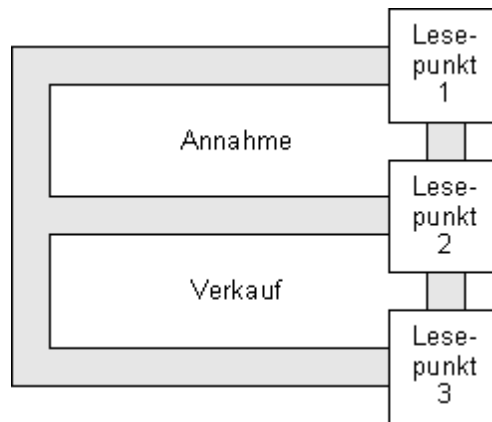 Lese-
punkt
1
Annahme
Lese-
punkt
2
Verkauf
Lese-
punkt
3